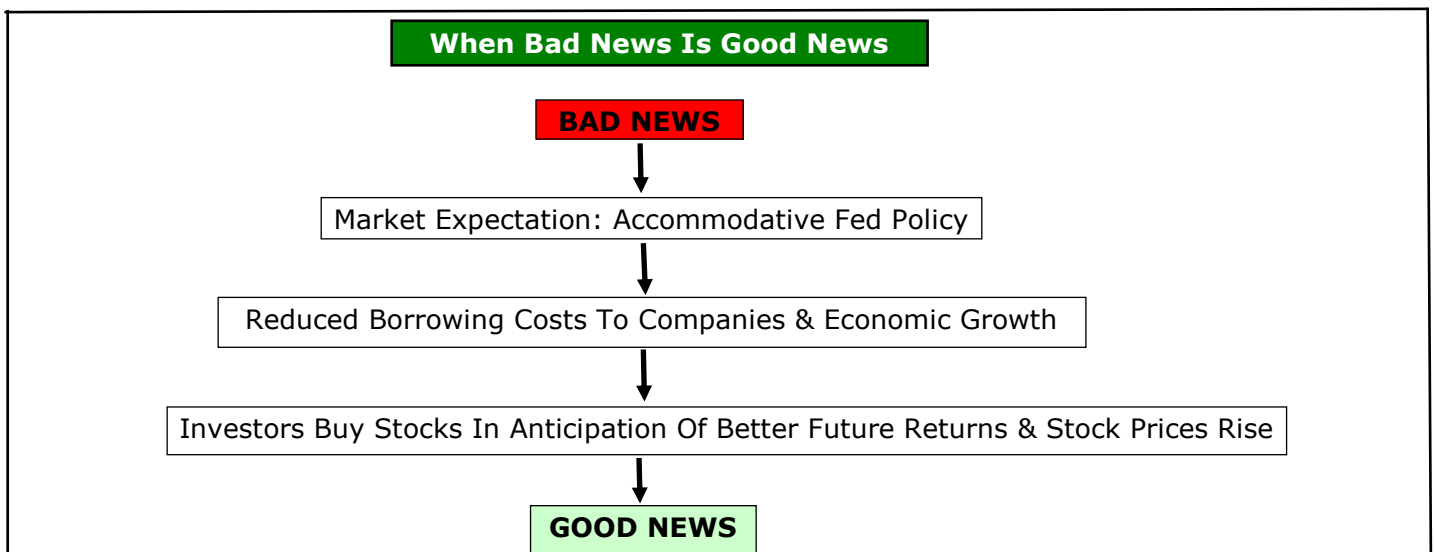 When Bad News Is Good News
BAD NEWS
Market Expectation: Accommodative Fed Policy
Reduced Borrowing Costs To Companies & Economic Growth
Investors Buy Stocks In Anticipation Of Better Future Returns & Stock Prices Rise
GOOD NEWS